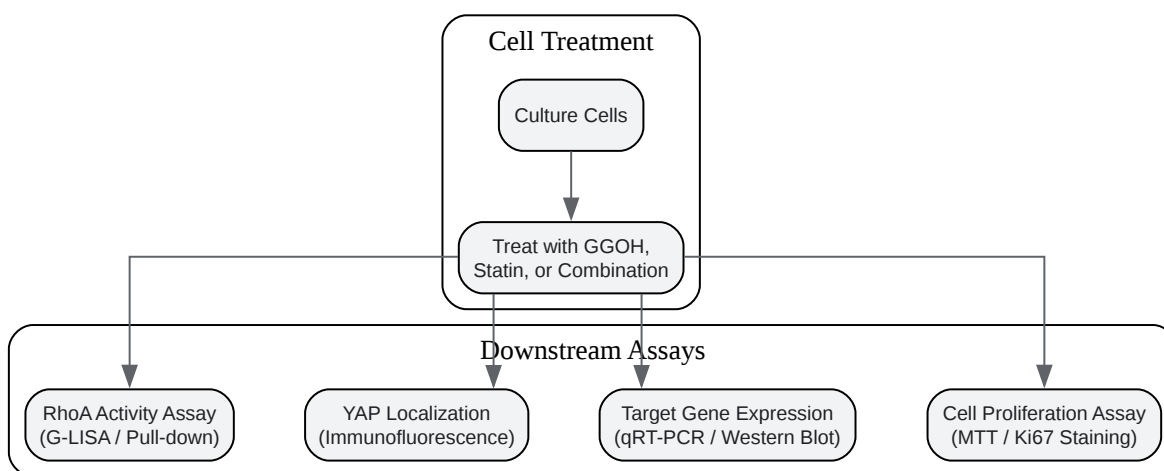 Cell Treatment
Culture Cells
Treat with GGOH,
Statin, or Combination
Downstream Assays
RhoA Activity Assay
(G-LISA / Pull-down)
YAP Localization
(Immunofluorescence)
Target Gene Expression
(qRT-PCR / Western Blot)
Cell Proliferation Assay
(MTT / Ki67 Staining)